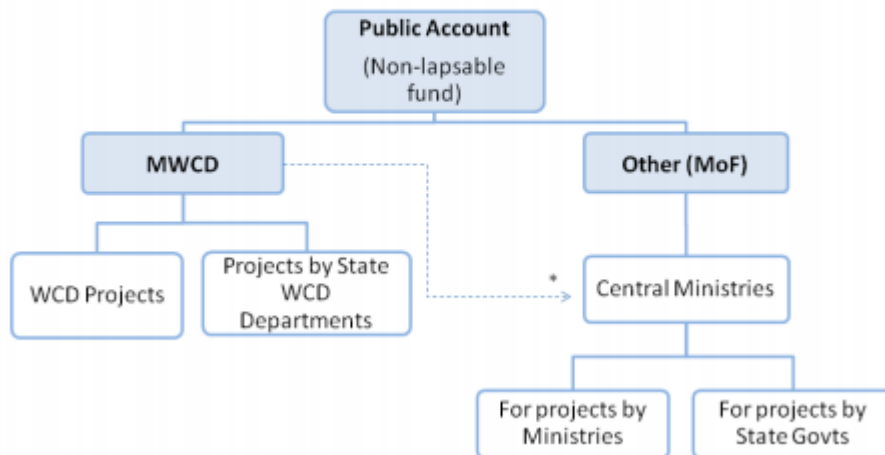 Public Account
(Non-lapsable
fund)
MWCD
Other (MoF)
WCD Projects
Projects by State
WCD
Departments
*
Central Ministries
For projects by
Ministries
For projects by
State Govts